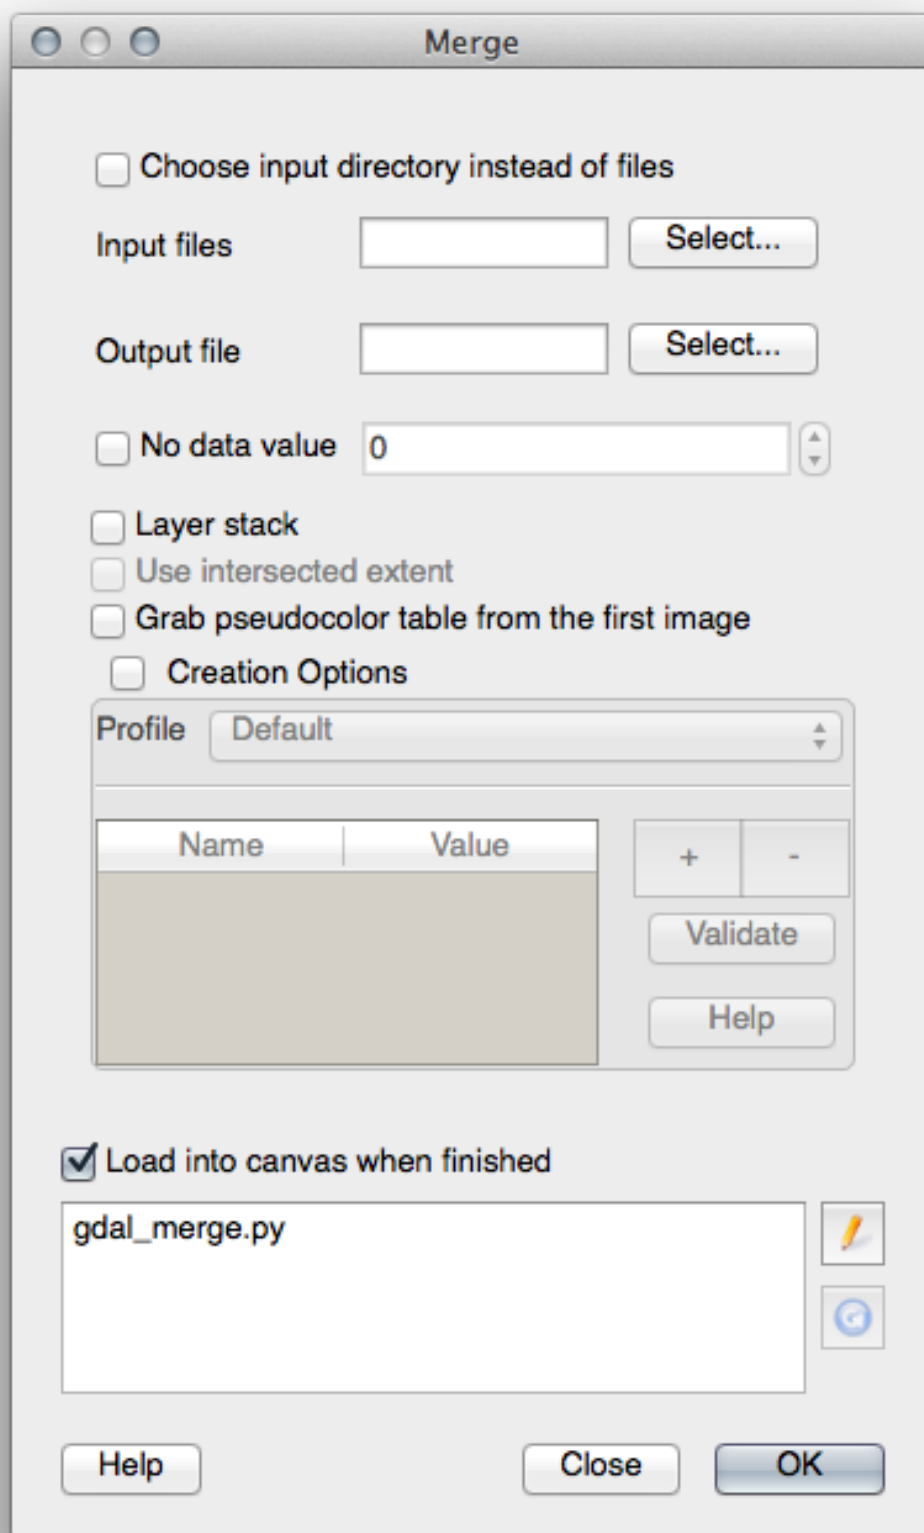 Merge
Choose input directory instead of files
Input files
Select...
Output file
Select...
No data value
0
Layer stack
Use intersected extent
Grab pseudocolor table from the first image
Creation Options
Profile
Default
Name
Value
+
-
Validate
Help
Load into canvas when finished
gdal_merge.py
Help
Close
OK